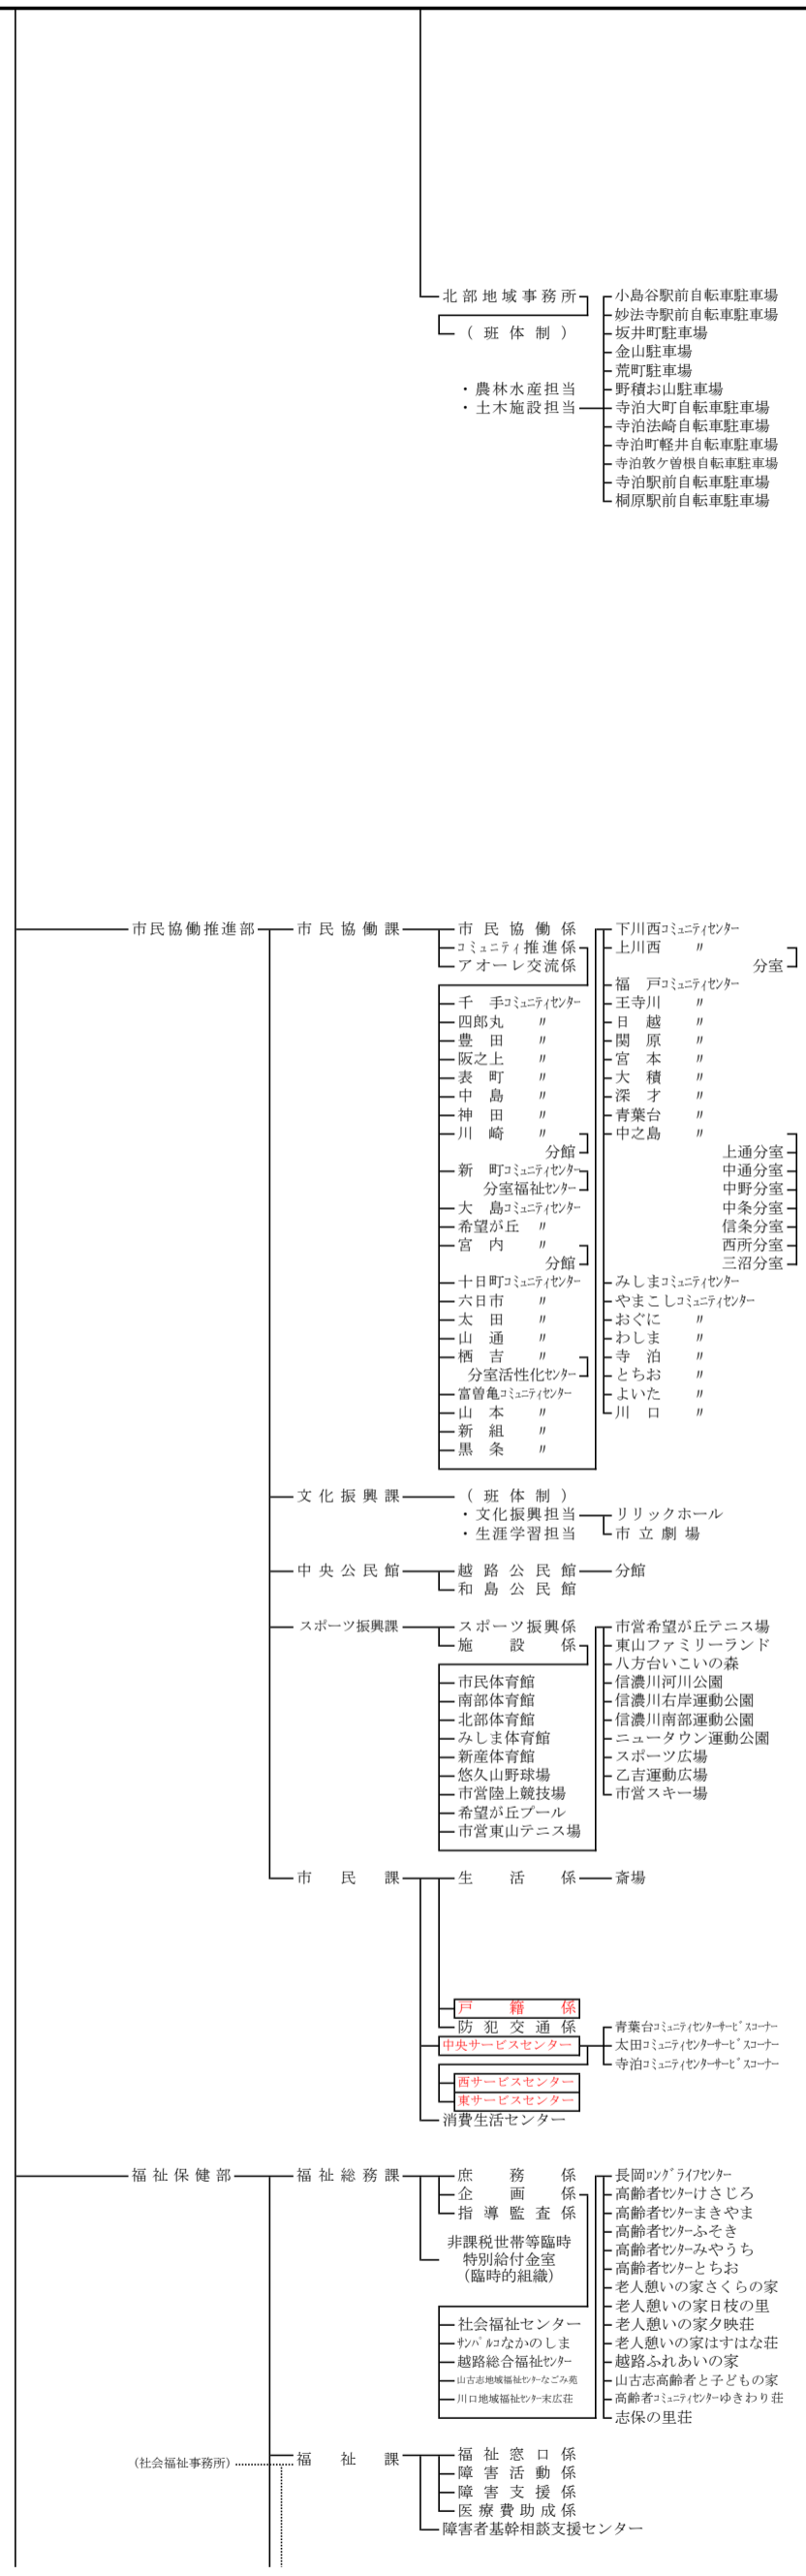 北部地域事務所
（班体制）
・農林水産担当
・土木施設担当
小島谷駅前自転車駐車場
妙法寺駅前自転車駐車場
坂井町駐車場
金山駐車場
荒町駐車場
野積お山駐車場
寺泊大町自転車駐車場
寺泊法崎自転車駐車場
寺泊町軽井自転車駐車場
寺泊敦ケ曽根自転車駐車場
寺泊駅前自転車駐車場
桐原駅前自転車駐車場
市民協働推進部
市民協働課
市民協働係
コミュニティ推進係
アオーレ交流係
千　手コミュニティセンター
四郎丸　〃
豊　田　〃
阪之上　〃
表　町　〃
中　島　〃
神　田　〃
川　崎　〃
分館
新　町コミュニティセンター
分室福祉センター
大　島コミュニティセンター
希望が丘　〃
宮　内　〃
分館
十日町コミュニティセンター
六日市　〃
太　田　〃
山　通　〃
栖　吉　〃
分室活性化センター
富曽亀コミュニティセンター
山　本　〃
新　組　〃
黒　条　〃
下川西コミュニティセンター
上川西　〃
分室
福　戸コミュニティセンター
王寺川　〃
日　越　〃
関　原　〃
宮　本　〃
大　積　〃
深　才　〃
青葉台　〃
中之島　〃
上通分室
中通分室
中野分室
中条分室
信条分室
西所分室
三沼分室
みしまコミュニティセンター
やまこしコミュニティセンター
おぐに　〃
わしま　〃
寺　泊　〃
とちお　〃
よいた　〃
川　口　〃
文化振興課
（班体制）
・文化振興担当
・生涯学習担当
リリックホール
市立劇場
中央公民館
越路公民館
分館
和島公民館
スポーツ振興課
スポーツ振興係
施設係
市民体育館
南部体育館
北部体育館
みしま体育館
新産体育館
悠久山野球場
市営陸上競技場
希望が丘プール
市営東山テニス場
市営希望が丘テニス場
東山ファミリーランド
八方台いこいの森
信濃川河川公園
信濃川右岸運動公園
信濃川南部運動公園
ニュータウン運動公園
スポーツ広場
乙吉運動広場
市営スキー場
市民課
生活係
斎場
戸籍係
防犯交通係
中央サービスセンター
青葉台コミュニティセンターサービスコーナー
太田コミュニティセンターサービスコーナー
寺泊コミュニティセンターサービスコーナー
西サービスセンター
東サービスセンター
消費生活センター
福祉保健部
福祉総務課
庶務係
企画係
指導監査係
非課税世帯等臨時
特別給付金室
（臨時的組織）
社会福祉センター
サンパルコなかのしま
越路総合福祉センター
山古志地域福祉センターなごみ苑
川口地域福祉センター末広荘
長岡ロングライフセンター
高齢者センターけさじろ
高齢者センターまきやま
高齢者センターふそき
高齢者センターみやうち
高齢者センターとちお
老人憩いの家さくらの家
老人憩いの家日枝の里
老人憩いの家夕映荘
老人憩いの家はすはな荘
越路ふれあいの家
山古志高齢者と子どもの家
高齢者コミュニティセンターゆきわり荘
志保の里荘
（社会福祉事務所）
福祉課
福祉窓口係
障害活動係
障害支援係
医療費助成係
障害者基幹相談支援センター